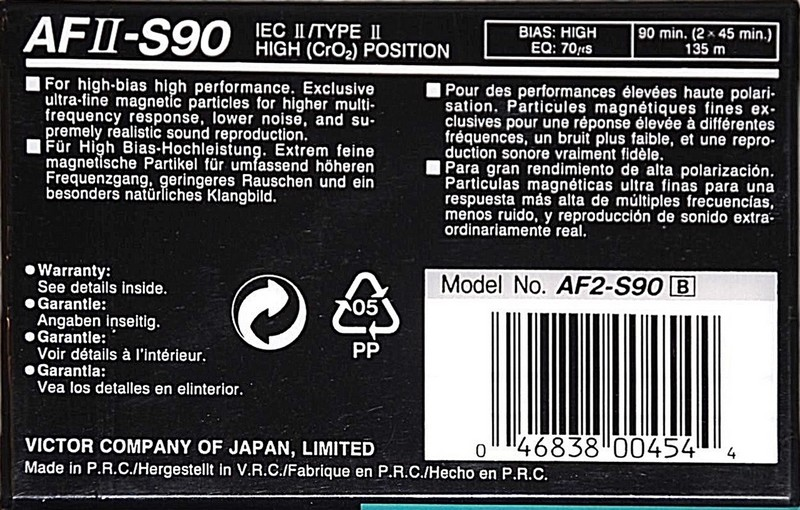 AFII-S90
IEC II/TYPE II
HIGH (CrO₂) POSITION
BIAS: HIGH
EQ: 70μs
90 min. (2 × 45 min.)
135 m
For high-bias high performance. Exclusive
ultra-fine magnetic particles for higher multi-
frequency response, lower noise, and su-
premely realistic sound reproduction.
Für High Bias-Hochleistung. Extrem feine
magnetische Partikel für umfassend höheren
Frequenzgang, geringeres Rauschen und ein
besonders natürliches Klangbild.
Pour des performances élevées haute polari-
sation. Particules magnétiques fines ex-
clusives pour une réponse élevée à différentes
fréquences, un bruit plus faible, et une repro-
duction sonore vraiment fidèle.
Para gran rendimiento de alta polarización.
Particulas magnéticas ultra finas para una
respuesta más alta de múltiples frecuencías,
menos ruido, y reproducción de sonido extra-
ordinariamente real.
● Warranty:
See details inside.
● Garantie:
Angaben inseitig.
● Garantie:
Voir détails à l'intérieur.
● Garantia:
Vea los detalles en elinterior.
05
PP
Model No. AF2-S90 B
0 46838 00454 4
VICTOR COMPANY OF JAPAN, LIMITED
Made in P.R.C./Hergestellt in V.R.C./Fabrique en P.R.C./Hecho en P.R.C.